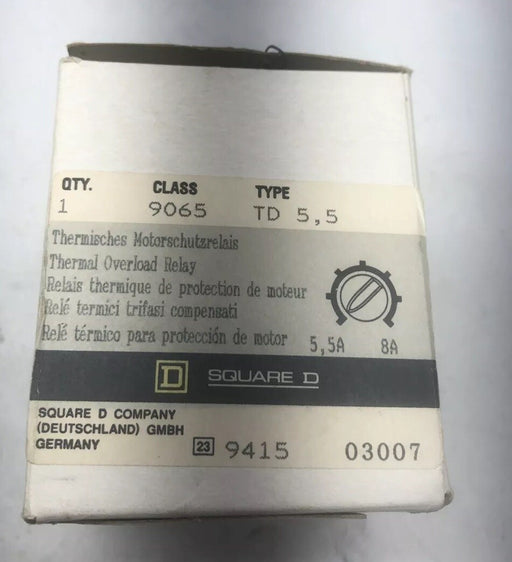 QTY. CLASS TYPE
1 9065 TD 5,5
Thermisches Motorschutzrelais
Thermal Overload Relay
Relais thermique de protection de moteur
Relé termici trifasi compensati
Relé térmico para protección de motor 5,5A 8A
D SQUARE D
SQUARE D COMPANY
(DEUTSCHLAND) GMBH
GERMANY 23 9415 03007